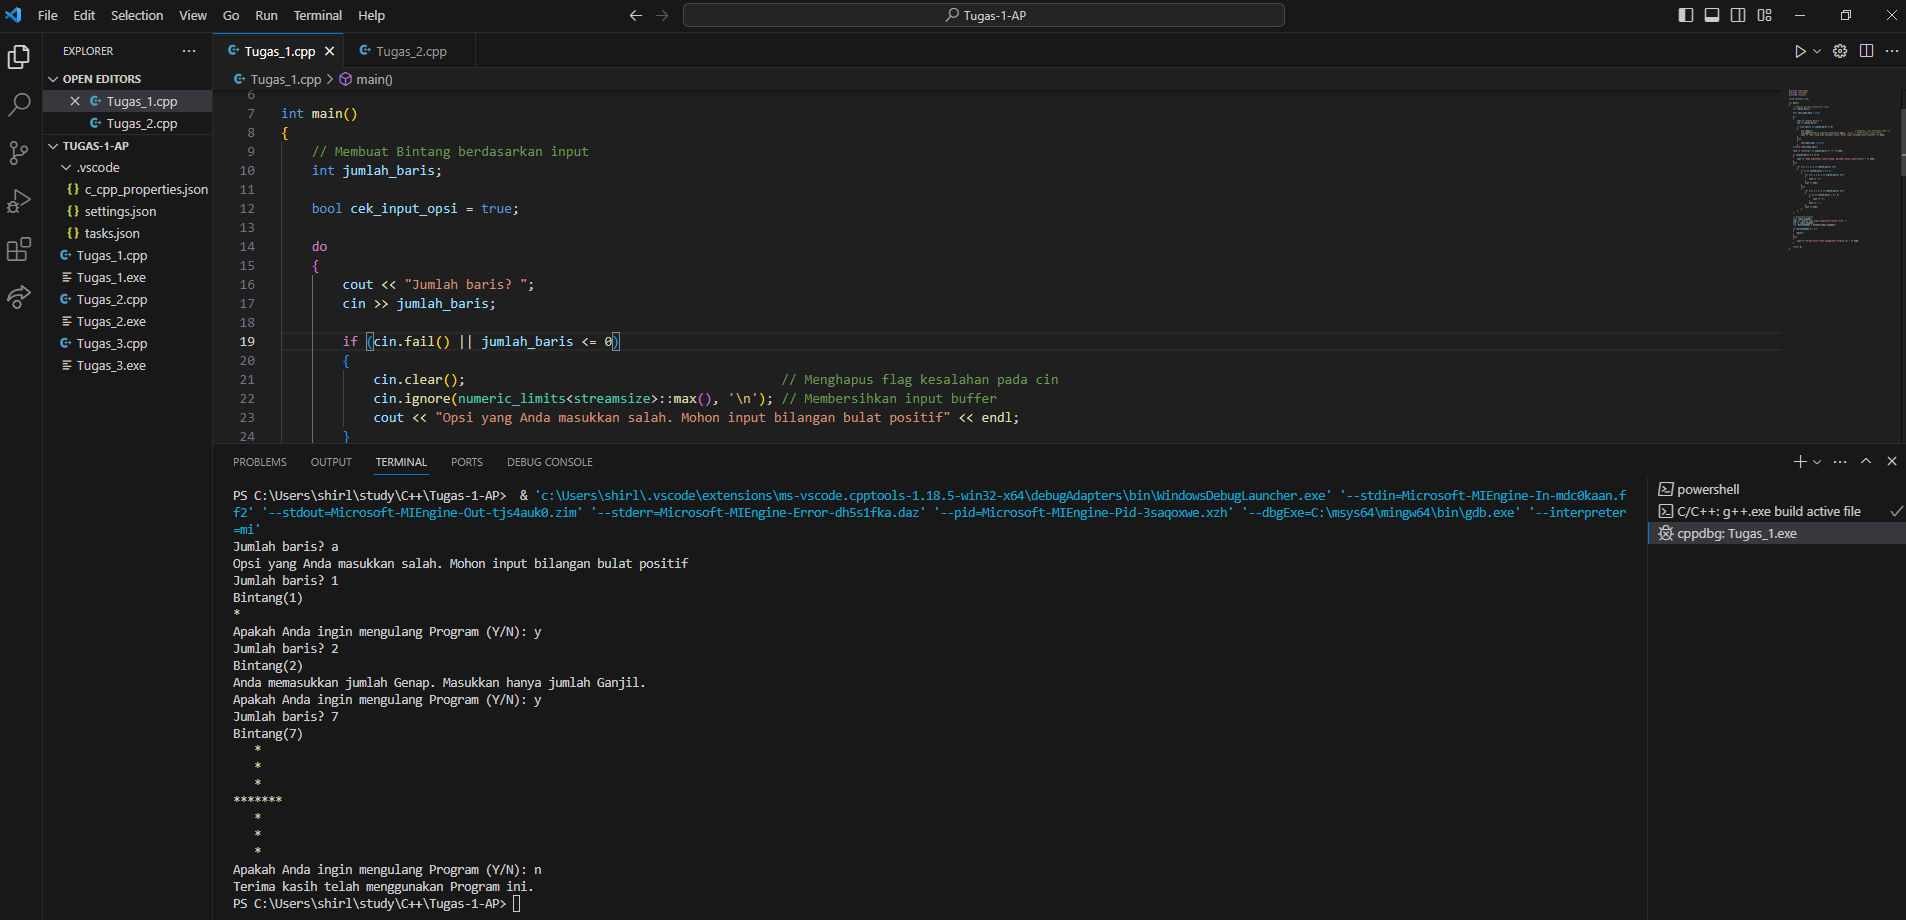 File Edit Selection View Go Run Terminal Help
Tugas-1-AP
EXPLORER
OPEN EDITORS
Tugas_1.cpp
Tugas_2.cpp
TUGAS-1-AP
.vscode
{} c_cpp_properties.json
{} settings.json
{} tasks.json
Tugas_1.cpp
Tugas_1.exe
Tugas_2.cpp
Tugas_2.exe
Tugas_3.cpp
Tugas_3.exe
Tugas_1.cpp Tugas_2.cpp
Tugas_1.cpp > main()
6
7 int main()
8 {
9 // Membuat Bintang berdasarkan input
10 int jumlah_baris;
11
12 bool cek_input_opsi = true;
13
14 do
15 {
16 cout << "Jumlah baris? ";
17 cin >> jumlah_baris;
18
19 if (cin.fail() || jumlah_baris <= 0)
20 {
21 cin.clear(); // Menghapus flag kesalahan pada cin
22 cin.ignore(numeric_limits<streamsize>::max(), '\n'); // Membersihkan input buffer
23 cout << "Opsi yang Anda masukkan salah. Mohon input bilangan bulat positif" << endl;
24 }
PROBLEMS OUTPUT TERMINAL PORTS DEBUG CONSOLE
PS C:\Users\shirl\study\C++\Tugas-1-AP> & 'c:\Users\shirl\.vscode\extensions\ms-vscode.cpptools-1.18.5-win32-x64\debugAdapters\bin\WindowsDebugLauncher.exe' '--stdin=Microsoft-MIEngine-In-mdc0kaan.f
f2' '--stdout=Microsoft-MIEngine-Out-tjs4auk0.zim' '--stderr=Microsoft-MIEngine-Error-dh5s1fka.daz' '--pid=Microsoft-MIEngine-Pid-3saqoxwe.xzh' '--dbgExe=C:\msys64\mingw64\bin\gdb.exe' '--interpreter
=mi'
Jumlah baris? a
Opsi yang Anda masukkan salah. Mohon input bilangan bulat positif
Jumlah baris? 1
Bintang(1)
*
Apakah Anda ingin mengulang Program (Y/N): y
Jumlah baris? 2
Bintang(2)
Anda memasukkan jumlah Genap. Masukkan hanya jumlah Ganjil.
Apakah Anda ingin mengulang Program (Y/N): y
Jumlah baris? 7
Bintang(7)
*
*
*
*******
*
*
*
Apakah Anda ingin mengulang Program (Y/N): n
Terima kasih telah menggunakan Program ini.
PS C:\Users\shirl\study\C++\Tugas-1-AP>
powershell
C/C++: g++.exe build active file
cppdbg: Tugas_1.exe